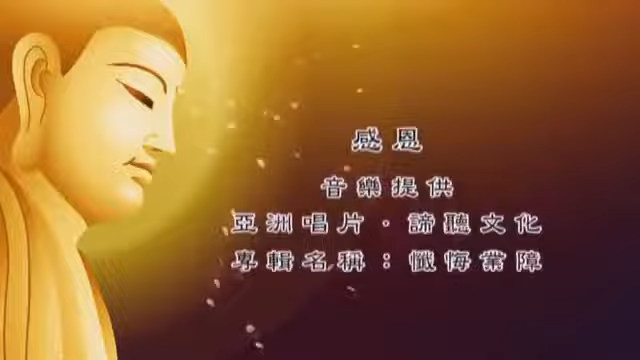 感恩
音樂提供
亞洲唱片·諦聽文化
專輯名稱：懺悔業障